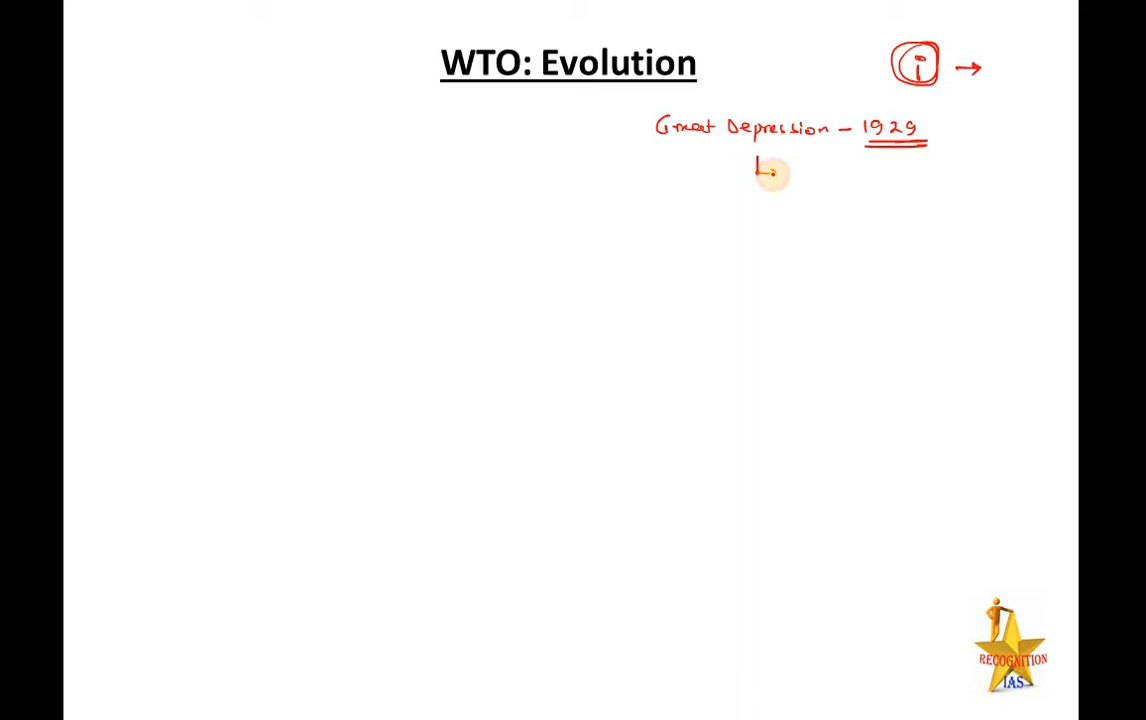 WTO: Evolution
i →
Great Depression - 1929
RECOGNITION
IAS